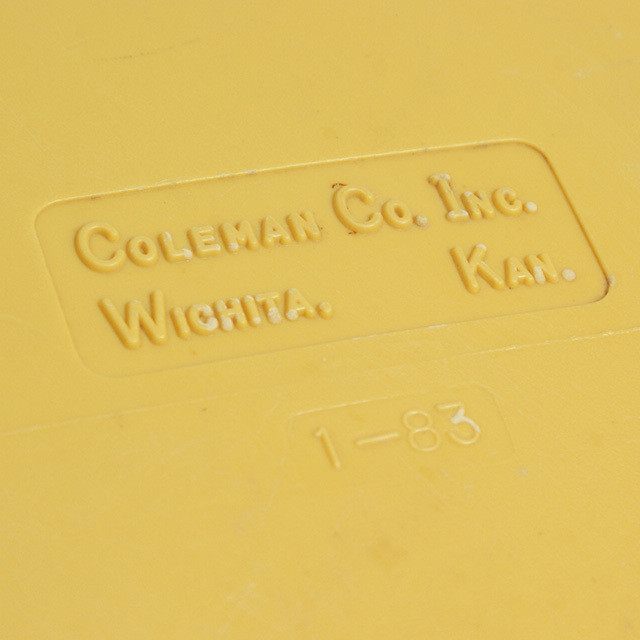 COLEMAN CO. INC.
WICHITA. KAN.
1-83